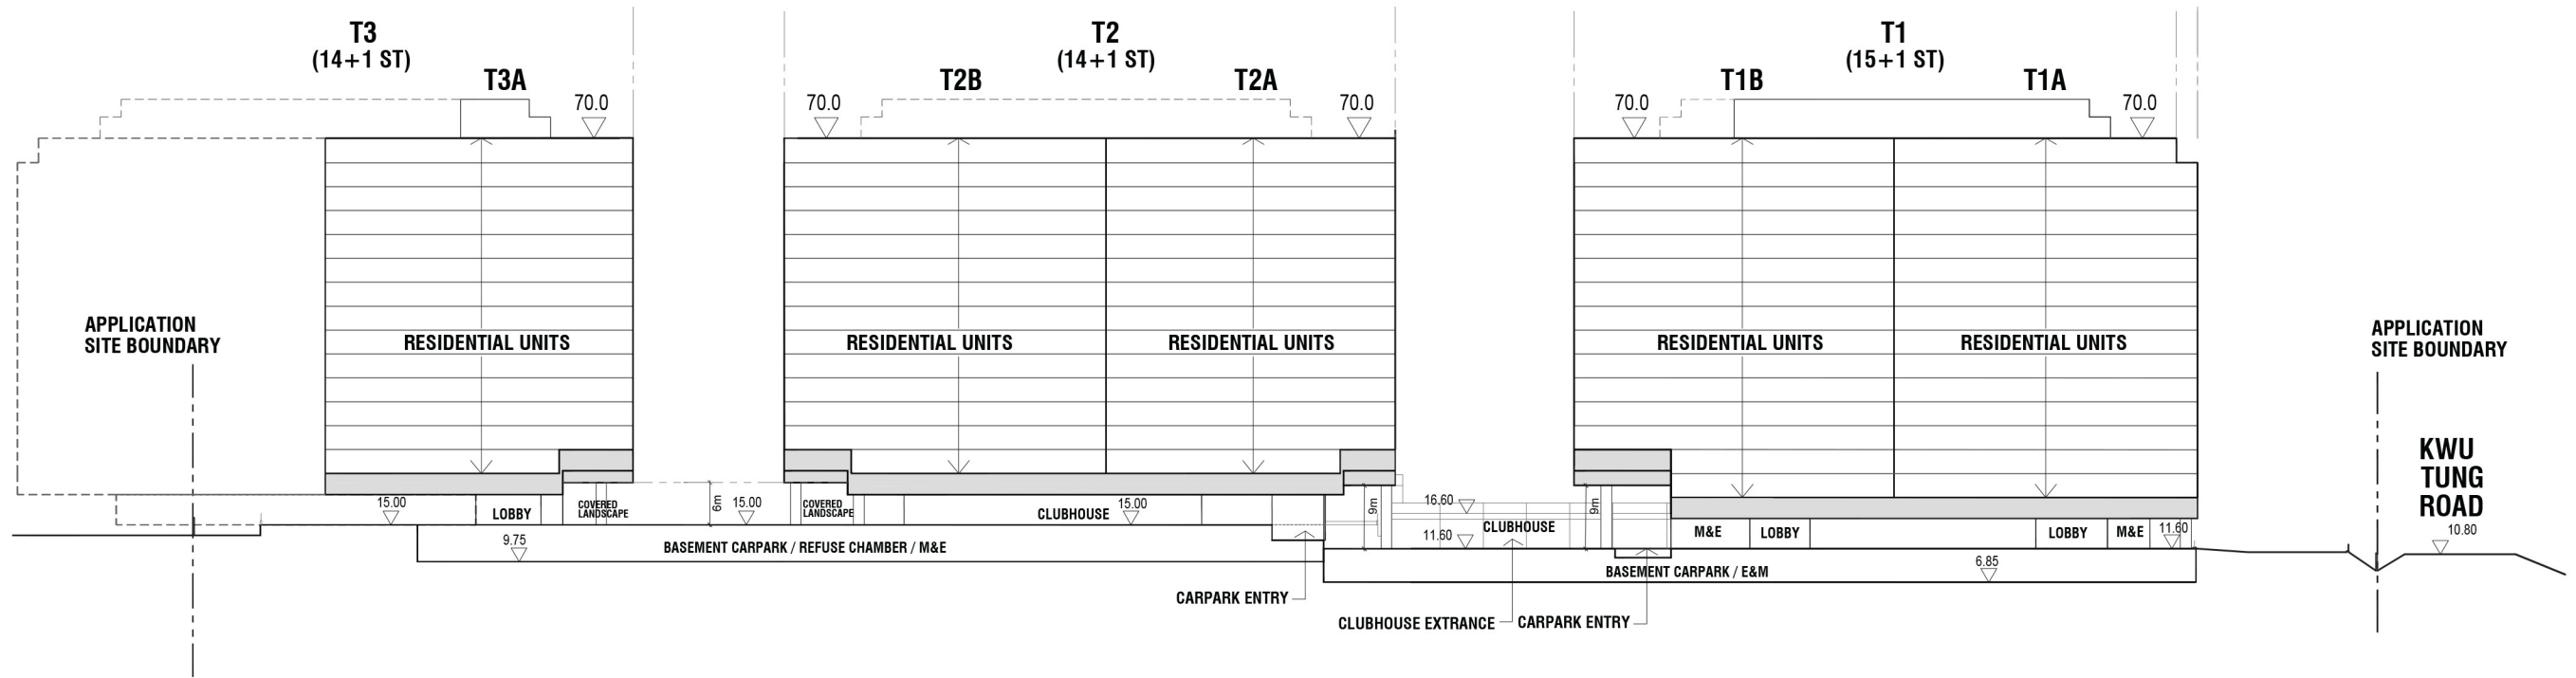 T3
(14+1 ST)
T3A
70.0
T2
(14+1 ST)
T2B
T2A
70.0
70.0
T1
(15+1 ST)
T1B
T1A
70.0
70.0
APPLICATION
SITE BOUNDARY
RESIDENTIAL UNITS
RESIDENTIAL UNITS
RESIDENTIAL UNITS
RESIDENTIAL UNITS
RESIDENTIAL UNITS
APPLICATION
SITE BOUNDARY
KWU
TUNG
ROAD
10.80
15.00
LOBBY
COVERED
LANDSCAPE
6m
15.00
COVERED
LANDSCAPE
CLUBHOUSE
15.00
9m
16.60
11.60
CLUBHOUSE
9m
M&E
LOBBY
LOBBY
M&E
11.60
9.75
BASEMENT CARPARK / REFUSE CHAMBER / M&E
BASEMENT CARPARK / E&M
6.85
CARPARK ENTRY
CLUBHOUSE EXTRANCE
CARPARK ENTRY